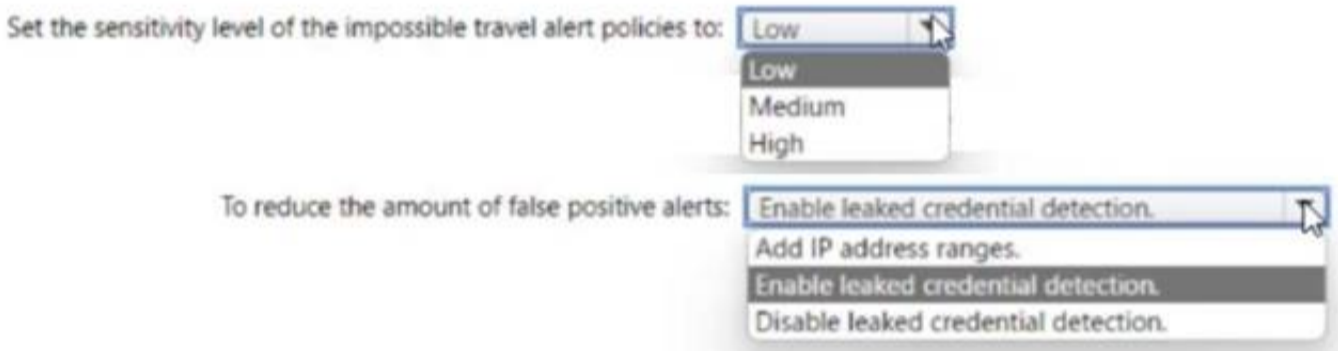 Set the sensitivity level of the impossible travel alert policies to: Low
Low
Medium
High
To reduce the amount of false positive alerts: Enable leaked credential detection.
Add IP address ranges.
Enable leaked credential detection.
Disable leaked credential detection.